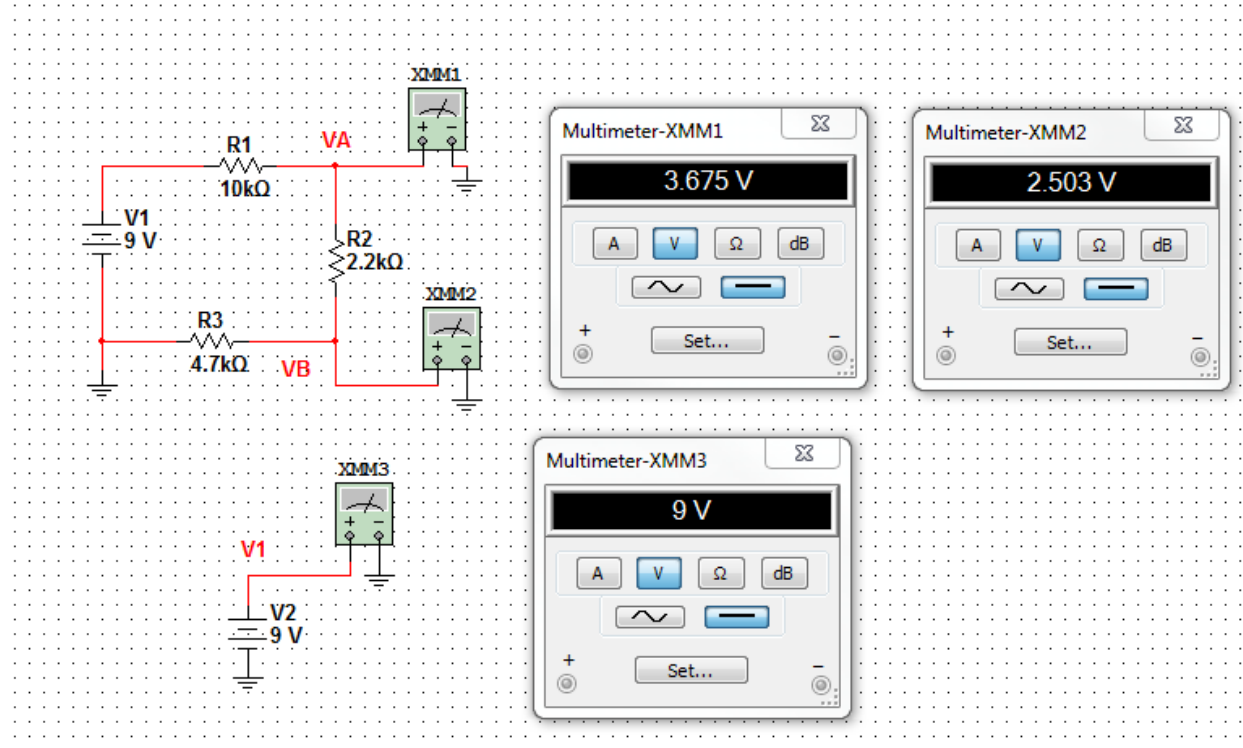 XMM1
R1
VA
10kΩ
V1
9 V
R2
2.2kΩ
XMM2
R3
4.7kΩ
VB
Multimeter-XMM1
3.675 V
A V Ω dB
+ Set... −
Multimeter-XMM2
2.503 V
A V Ω dB
+ Set... −
XMM3
V1
V2
9 V
Multimeter-XMM3
9 V
A V Ω dB
+ Set... −